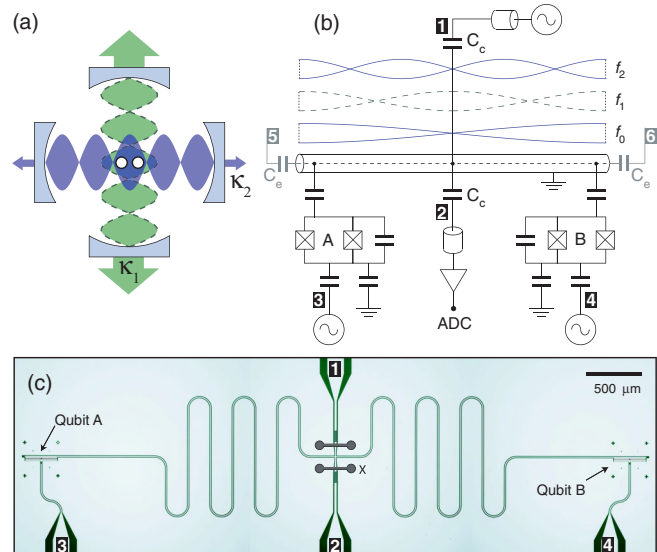 (a)
κ2
κ1
(b)
1
Cc
f2
f1
f0
5
6
Ce
Ce
Cc
2
A
B
3
4
ADC
(c)
1
500 μm
Qubit A
X
Qubit B
3
2
4